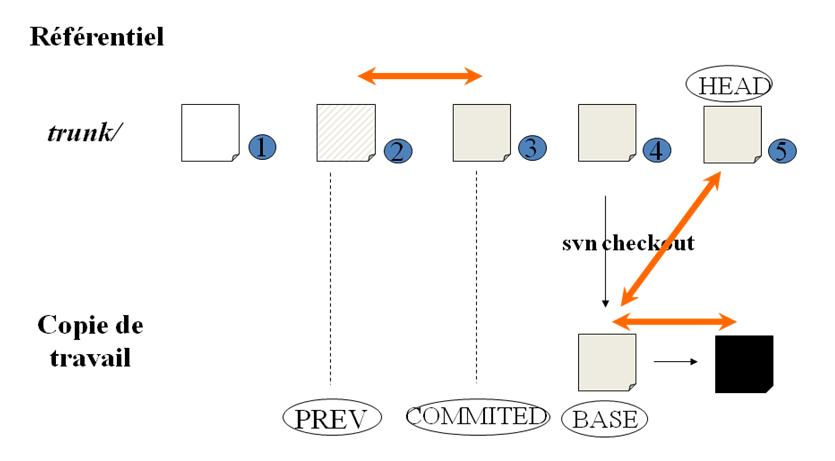 Référentiel
HEAD
trunk/
1
2
3
4
5
svn checkout
Copie de
travail
PREV
COMMITED
BASE